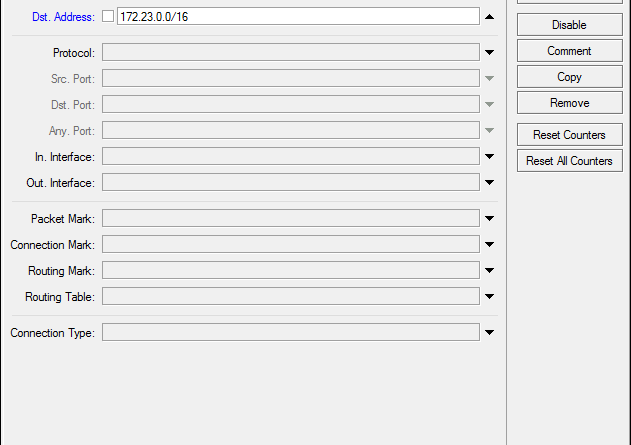 Dst. Address: 172.23.0.0/16
Disable
Protocol:
Comment
Src. Port:
Copy
Dst. Port:
Remove
Any. Port:
Reset Counters
In. Interface:
Reset All Counters
Out. Interface:
Packet Mark:
Connection Mark:
Routing Mark:
Routing Table:
Connection Type: